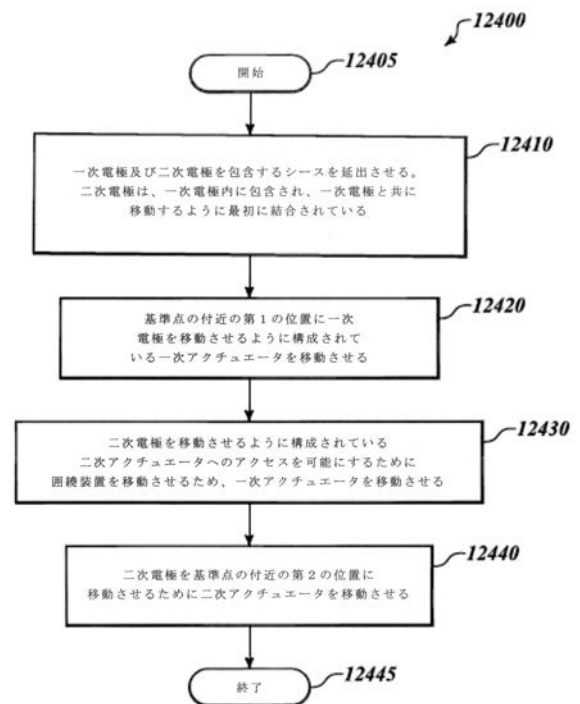 12400
開始
12405
12410
一次電極及び二次電極を包含するシースを延出させる。
二次電極は、一次電極内に包含され、一次電極と共に
移動するように最初に結合されている
12420
基準点の付近の第1の位置に一次
電極を移動させるように構成されて
いる一次アクチュエータを移動させる
12430
二次電極を移動させるように構成されている
二次アクチュエータへのアクセスを可能にするために
囲繞装置を移動させるため、一次アクチュエータを移動させる
12440
二次電極を基準点の付近の第2の位置に
移動させるために二次アクチュエータを移動させる
12445
終了